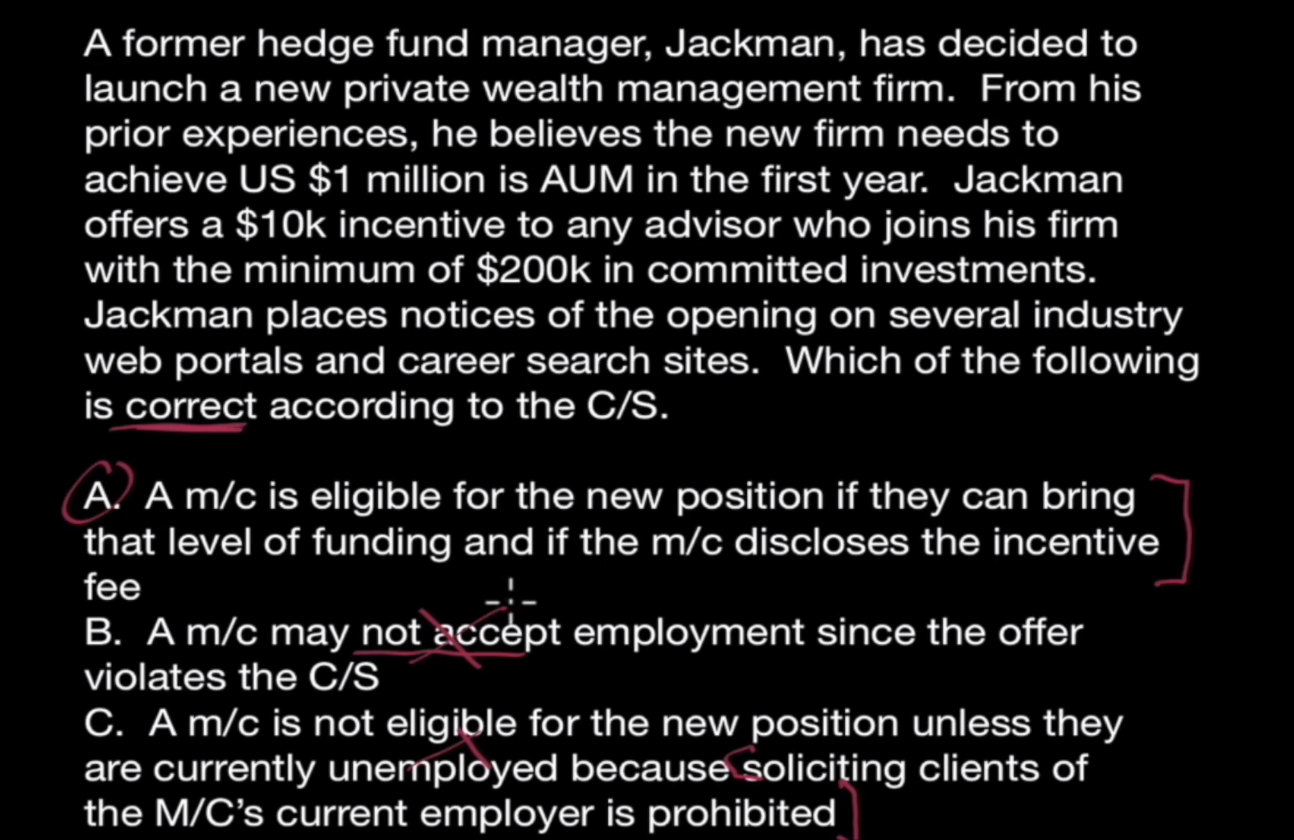 A former hedge fund manager, Jackman, has decided to
launch a new private wealth management firm.  From his
prior experiences, he believes the new firm needs to
achieve US $1 million is AUM in the first year.  Jackman
offers a $10k incentive to any advisor who joins his firm
with the minimum of $200k in committed investments.
Jackman places notices of the opening on several industry
web portals and career search sites.  Which of the following
is correct according to the C/S.
A.  A m/c is eligible for the new position if they can bring
that level of funding and if the m/c discloses the incentive
fee
B.  A m/c may not accept employment since the offer
violates the C/S
C.  A m/c is not eligible for the new position unless they
are currently unemployed because soliciting clients of
the M/C’s current employer is prohibited